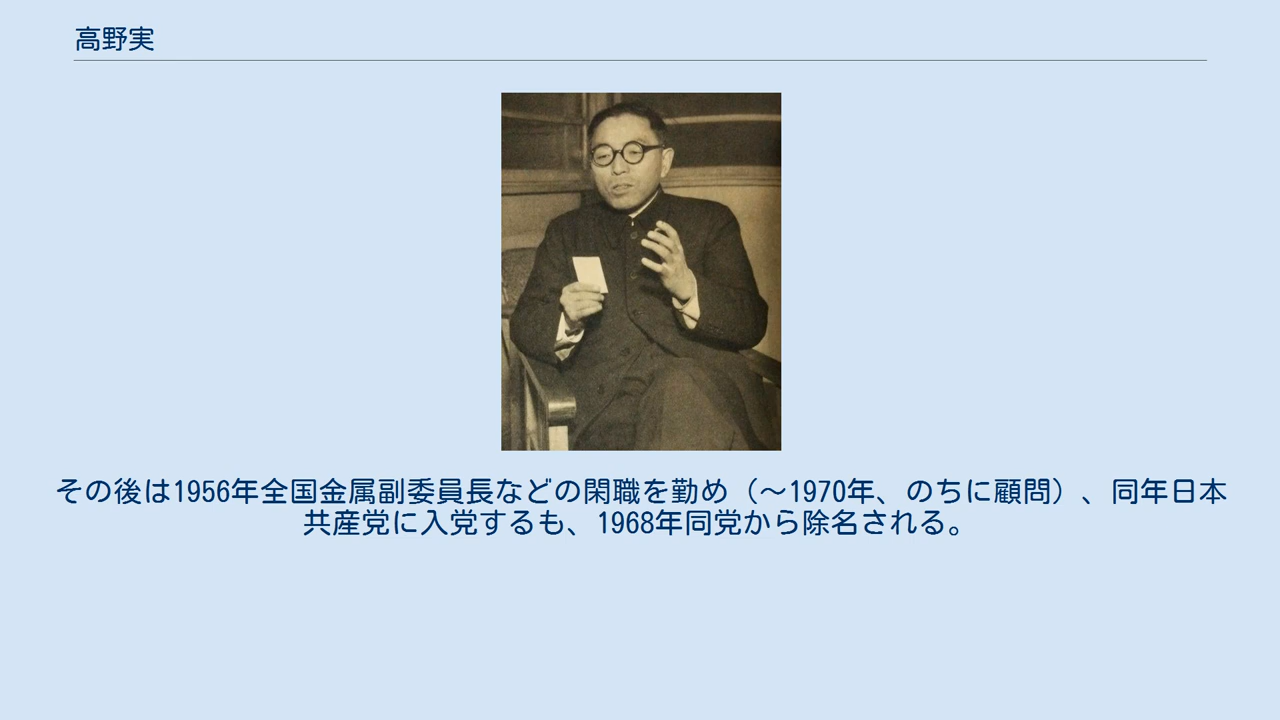 高野実
その後は1956年全国金属副委員長などの閑職を勤め（～1970年、のちに顧問）、同年日本
共産党に入党するも、1968年同党から除名される。